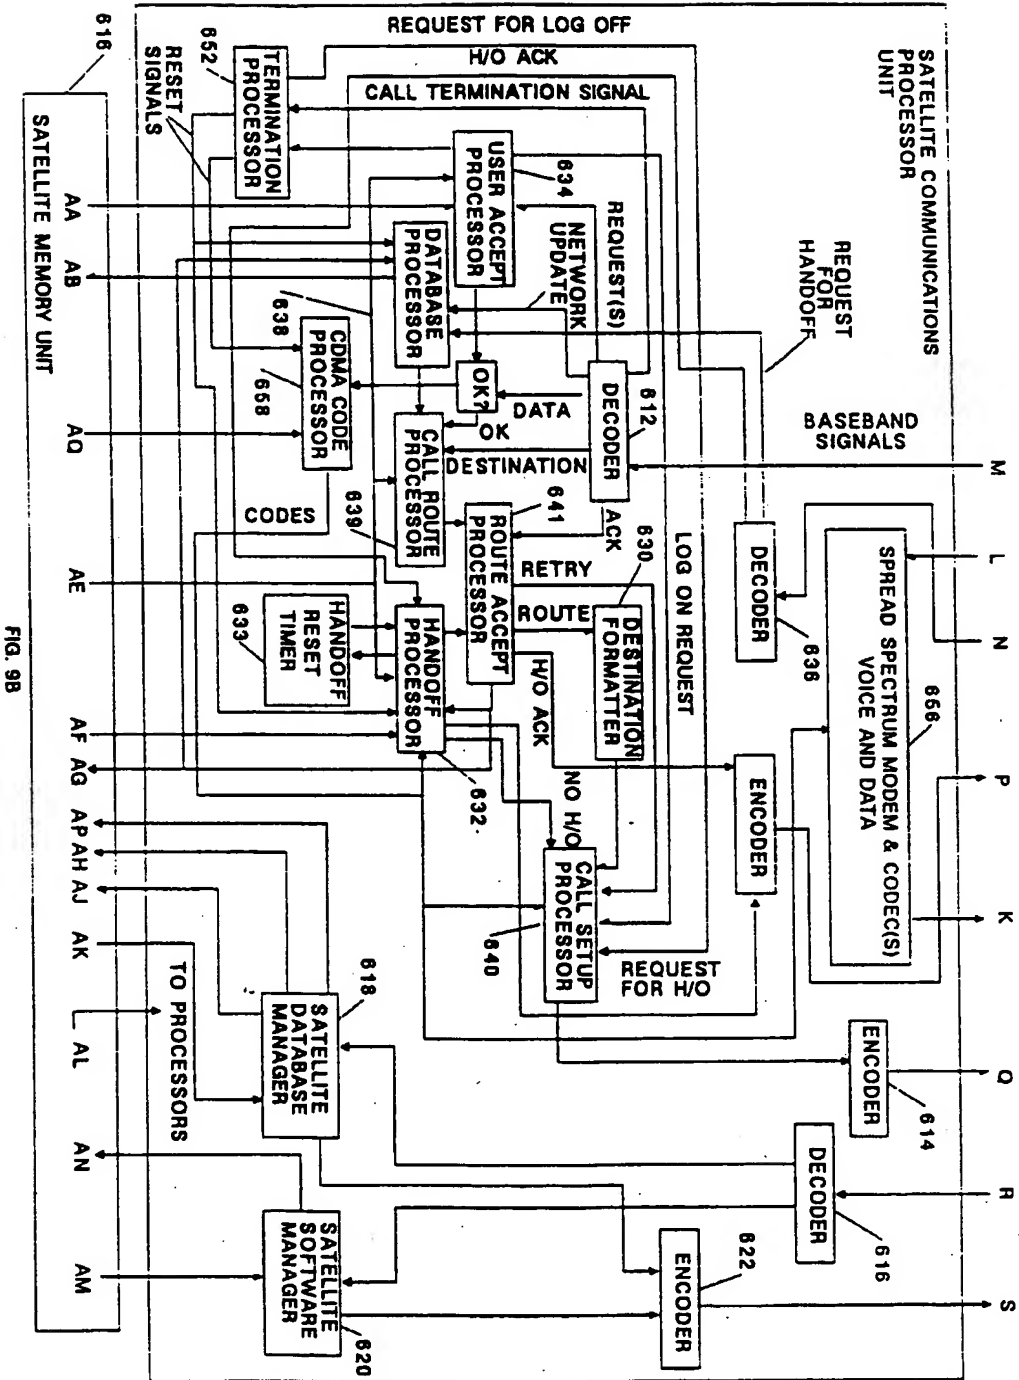 SATELLITE COMMUNICATIONS
PROCESSOR
UNIT
REQUEST
FOR
HANDOFF
BASEBAND
SIGNALS
M
L
N
P
K
Q
R
S
REQUEST FOR LOG OFF
H/O ACK
CALL TERMINATION SIGNAL
652
TERMINATION
PROCESSOR
RESET
SIGNALS
634
USER ACCEPT
PROCESSOR
REQUEST(S)
NETWORK
UPDATE
DATABASE
PROCESSOR
638
612
DECODER
DATA
OK?
OK
DESTINATION
ACK
CDMA CODE
PROCESSOR
658
CALL ROUTE
PROCESSOR
639
CODES
641
ROUTE ACCEPT
PROCESSOR
RETRY
ROUTE
H/O ACK
630
DESTINATION
FORMATTER
LOG ON REQUEST
DECODER
636
SPREAD SPECTRUM MODEM & CODEC(S)
VOICE AND DATA
656
HANDOFF
RESET
TIMER
633
HANDOFF
PROCESSOR
632
NO H/O
ENCODER
CALL SETUP
PROCESSOR
640
REQUEST
FOR H/O
ENCODER
614
DECODER
616
618
SATELLITE
DATABASE
MANAGER
TO PROCESSORS
ENCODER
622
SATELLITE
SOFTWARE
MANAGER
620
616
SATELLITE MEMORY UNIT
AA
AB
AQ
AE
AF
AG
AP
AH
AJ
AK
AL
AN
AM
FIG. 9B